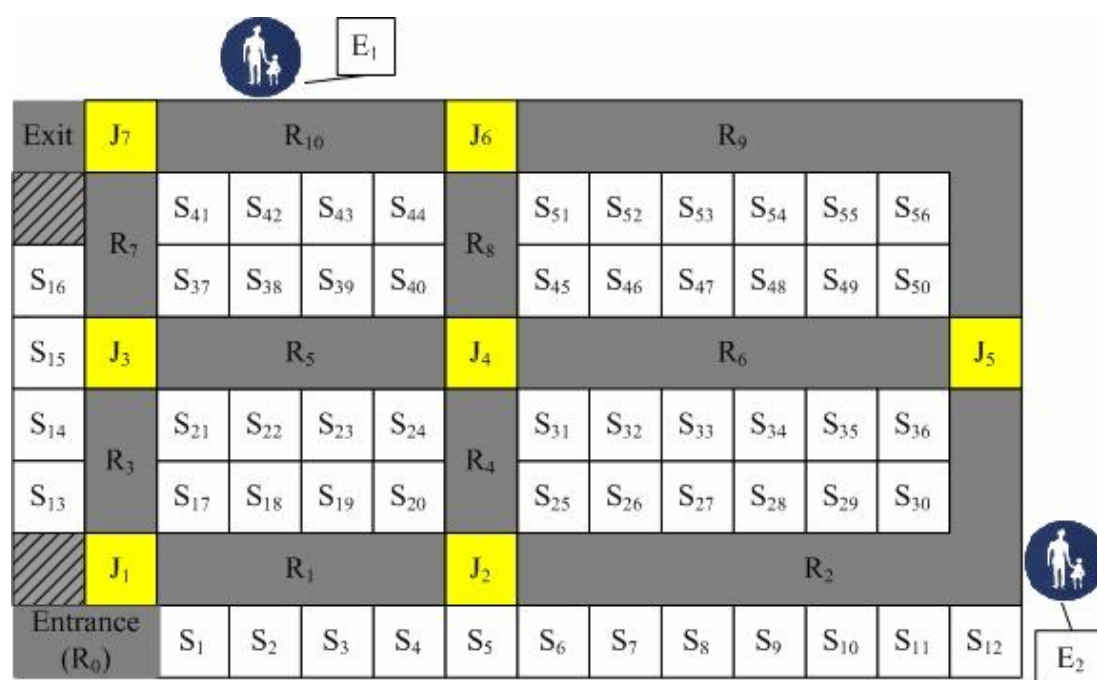 E₁
Exit J₇ R₁₀ J₆ R₉
S₄₁ S₄₂ S₄₃ S₄₄ S₅₁ S₅₂ S₅₃ S₅₄ S₅₅ S₅₆
R₇ R₈
S₁₆ S₃₇ S₃₈ S₃₉ S₄₀ S₄₅ S₄₆ S₄₇ S₄₈ S₄₉ S₅₀
S₁₅ J₃ R₅ J₄ R₆ J₅
S₁₄ S₂₁ S₂₂ S₂₃ S₂₄ S₃₁ S₃₂ S₃₃ S₃₄ S₃₅ S₃₆
R₃ R₄
S₁₃ S₁₇ S₁₈ S₁₉ S₂₀ S₂₅ S₂₆ S₂₇ S₂₈ S₂₉ S₃₀
J₁ R₁ J₂ R₂
Entrance
(R₀) S₁ S₂ S₃ S₄ S₅ S₆ S₇ S₈ S₉ S₁₀ S₁₁ S₁₂
E₂